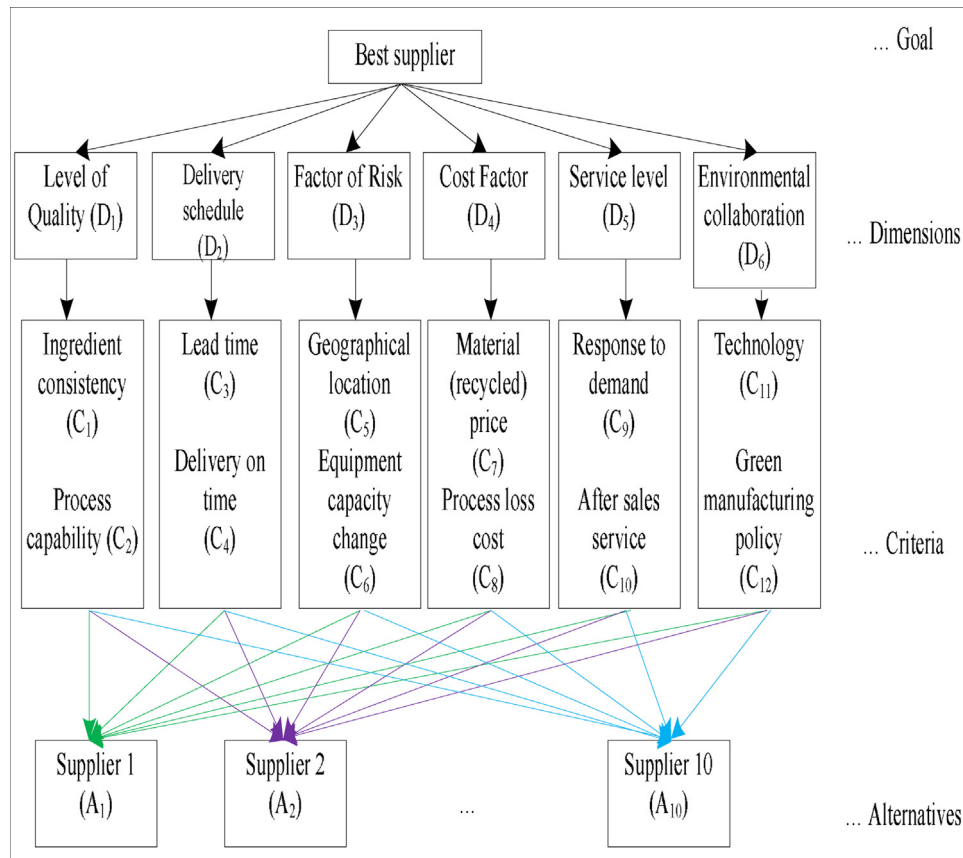 ... Goal
Best supplier
Level of
Quality (D₁)
Delivery
schedule
(D₂)
Factor of Risk
(D₃)
Cost Factor
(D₄)
Service level
(D₅)
Environmental
collaboration
(D₆)
... Dimensions
Ingredient
consistency
(C₁)
Process
capability (C₂)
Lead time
(C₃)
Delivery on
time
(C₄)
Geographical
location
(C₅)
Equipment
capacity
change
(C₆)
Material
(recycled)
price
(C₇)
Process loss
cost
(C₈)
Response to
demand
(C₉)
After sales
service
(C₁₀)
Technology
(C₁₁)
Green
manufacturing
policy
(C₁₂)
... Criteria
Supplier 1
(A₁)
Supplier 2
(A₂)
...
Supplier 10
(A₁₀)
... Alternatives